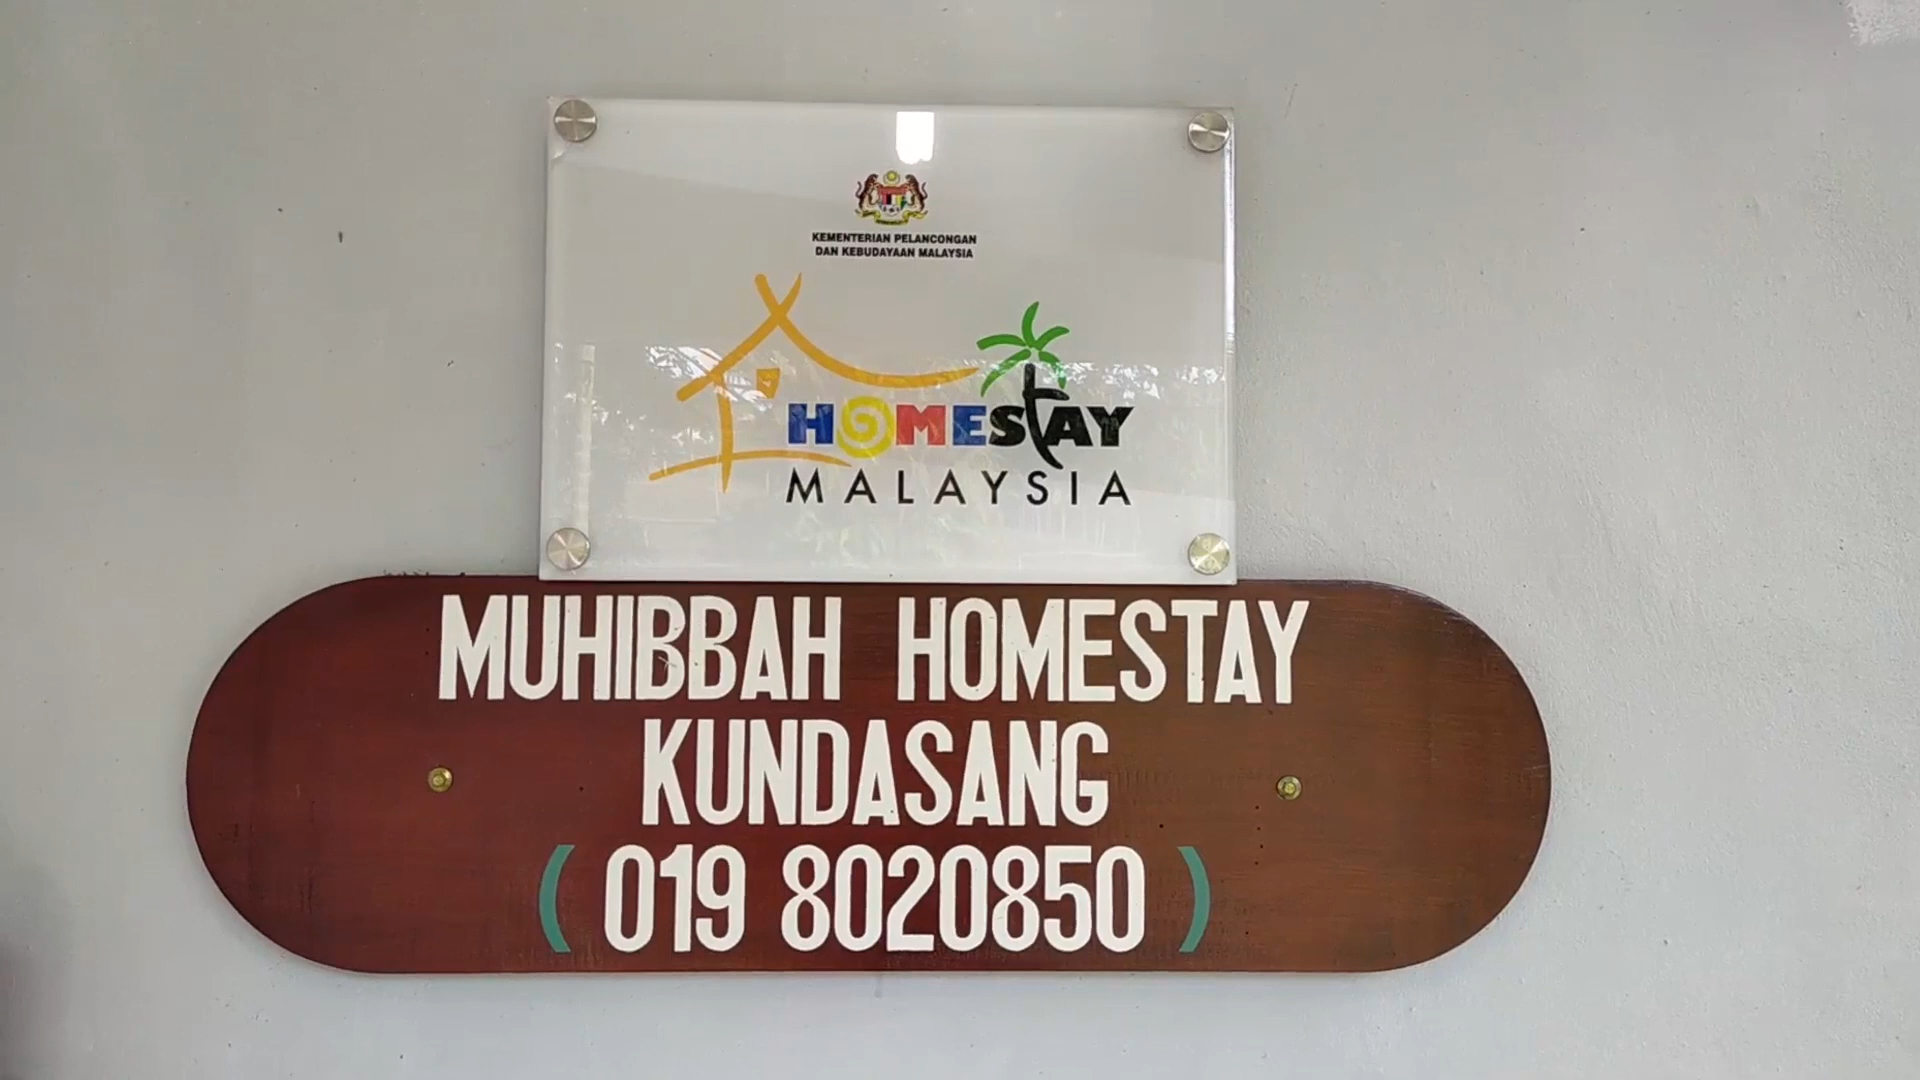 KEMENTERIAN PELANCONGAN
DAN KEBUDAYAAN MALAYSIA
HOMESTAY
MALAYSIA
MUHIBBAH HOMESTAY
KUNDASANG
( 019 8020850 )